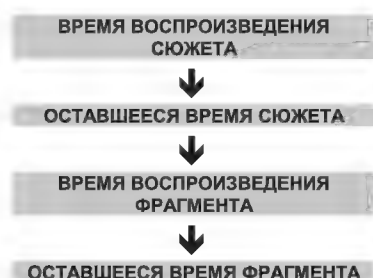 ВРЕМЯ ВОСПРОИЗВЕДЕНИЯ
СЮЖЕТА
ОСТАВШЕЕСЯ ВРЕМЯ СЮЖЕТА
ВРЕМЯ ВОСПРОИЗВЕДЕНИЯ
ФРАГМЕНТА
ОСТАВШЕЕСЯ ВРЕМЯ ФРАГМЕНТА